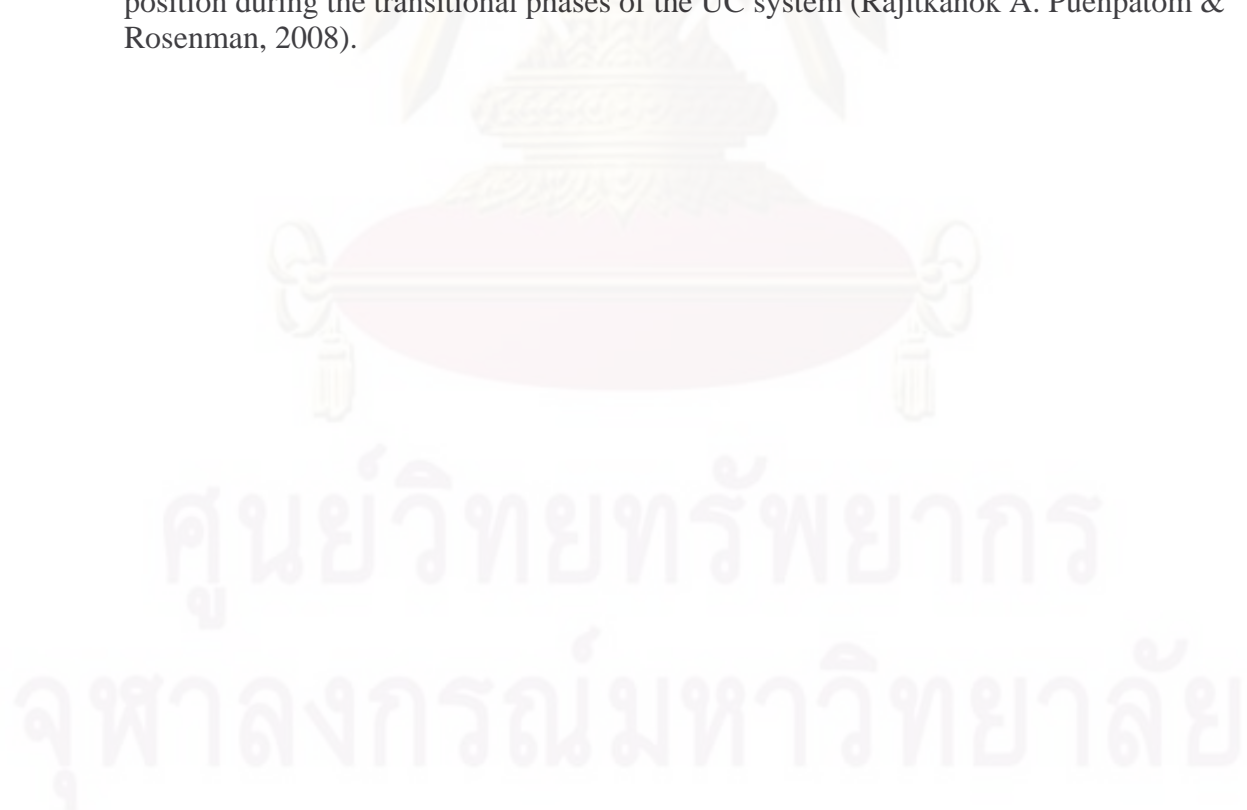 position during the transitional phases of the UC system (Rajitkanok A. Puenpatom &
Rosenman, 2008).
ศูนย์วิทยทรัพยากร
จุฬาลงกรณ์มหาวิทยาลัย